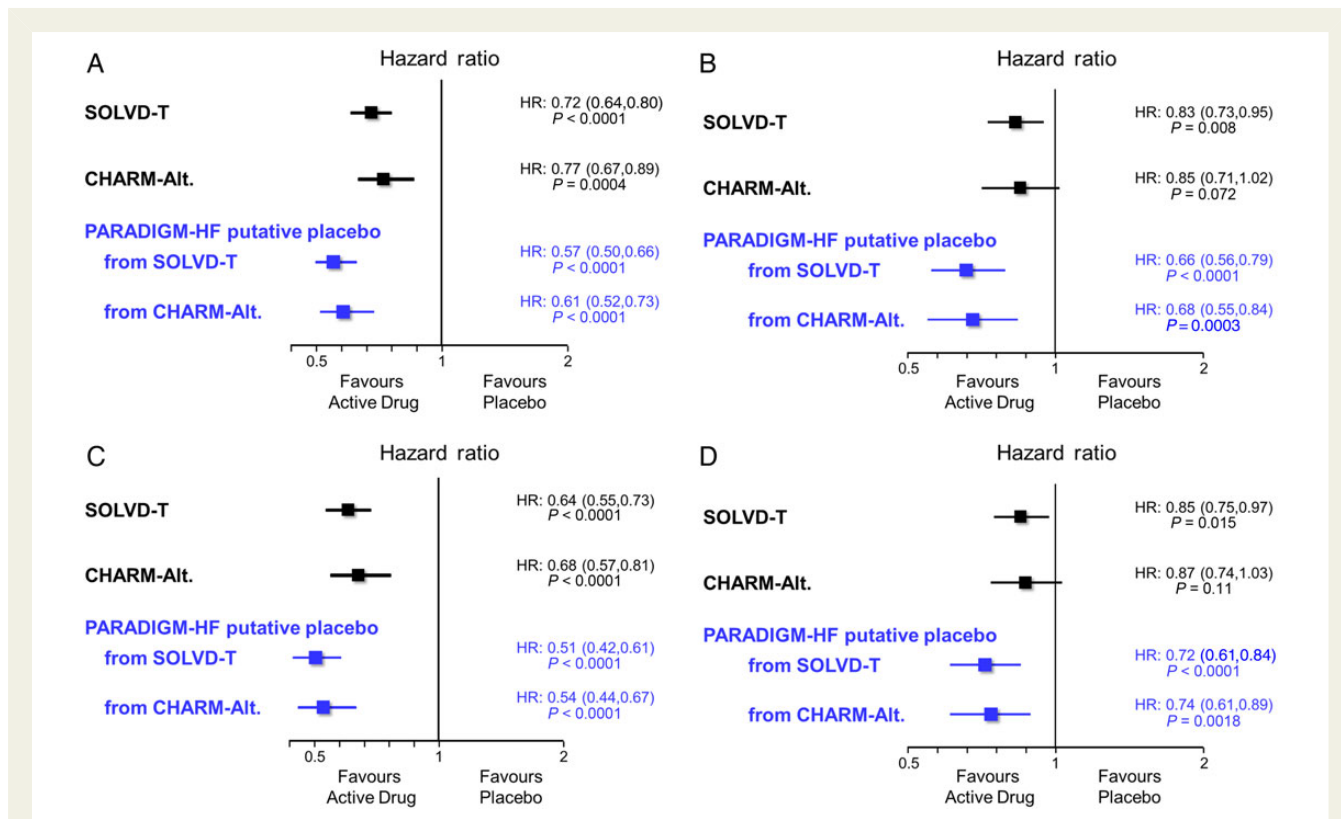 A
Hazard ratio
SOLVD-T
HR: 0.72 (0.64,0.80)
P < 0.0001
CHARM-Alt.
HR: 0.77 (0.67,0.89)
P = 0.0004
PARADIGM-HF putative placebo
from SOLVD-T
HR: 0.57 (0.50,0.66)
P < 0.0001
from CHARM-Alt.
HR: 0.61 (0.52,0.73)
P < 0.0001
0.5 1 2
Favours Favours
Active Drug Placebo
B
Hazard ratio
SOLVD-T
HR: 0.83 (0.73,0.95)
P = 0.008
CHARM-Alt.
HR: 0.85 (0.71,1.02)
P = 0.072
PARADIGM-HF putative placebo
from SOLVD-T
HR: 0.66 (0.56,0.79)
P < 0.0001
from CHARM-Alt.
HR: 0.68 (0.55,0.84)
P = 0.0003
0.5 1 2
Favours Favours
Active Drug Placebo
C
Hazard ratio
SOLVD-T
HR: 0.64 (0.55,0.73)
P < 0.0001
CHARM-Alt.
HR: 0.68 (0.57,0.81)
P < 0.0001
PARADIGM-HF putative placebo
from SOLVD-T
HR: 0.51 (0.42,0.61)
P < 0.0001
from CHARM-Alt.
HR: 0.54 (0.44,0.67)
P < 0.0001
0.5 1 2
Favours Favours
Active Drug Placebo
D
Hazard ratio
SOLVD-T
HR: 0.85 (0.75,0.97)
P = 0.015
CHARM-Alt.
HR: 0.87 (0.74,1.03)
P = 0.11
PARADIGM-HF putative placebo
from SOLVD-T
HR: 0.72 (0.61,0.84)
P < 0.0001
from CHARM-Alt.
HR: 0.74 (0.61,0.89)
P = 0.0018
0.5 1 2
Favours Favours
Active Drug Placebo